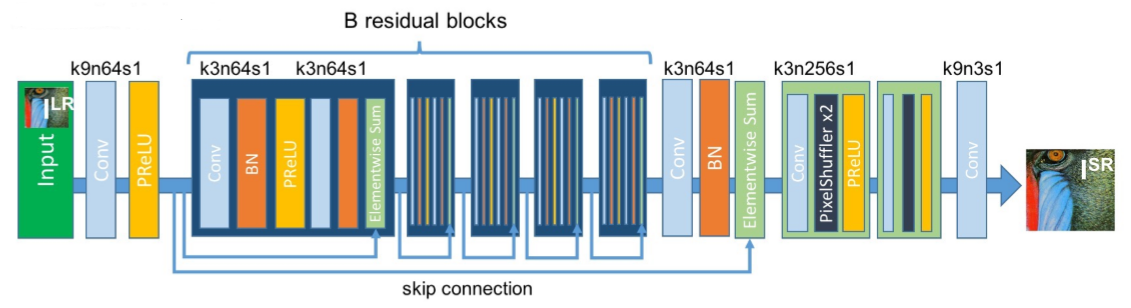 B residual blocks
k9n64s1
k3n64s1
k3n64s1
k3n64s1
k3n256s1
k9n3s1
I^LR
Input
Conv
PReLU
Conv
BN
PReLU
Elementwise Sum
Conv
BN
Elementwise Sum
Conv
PixelShuffler x2
PReLU
Conv
I^SR
skip connection